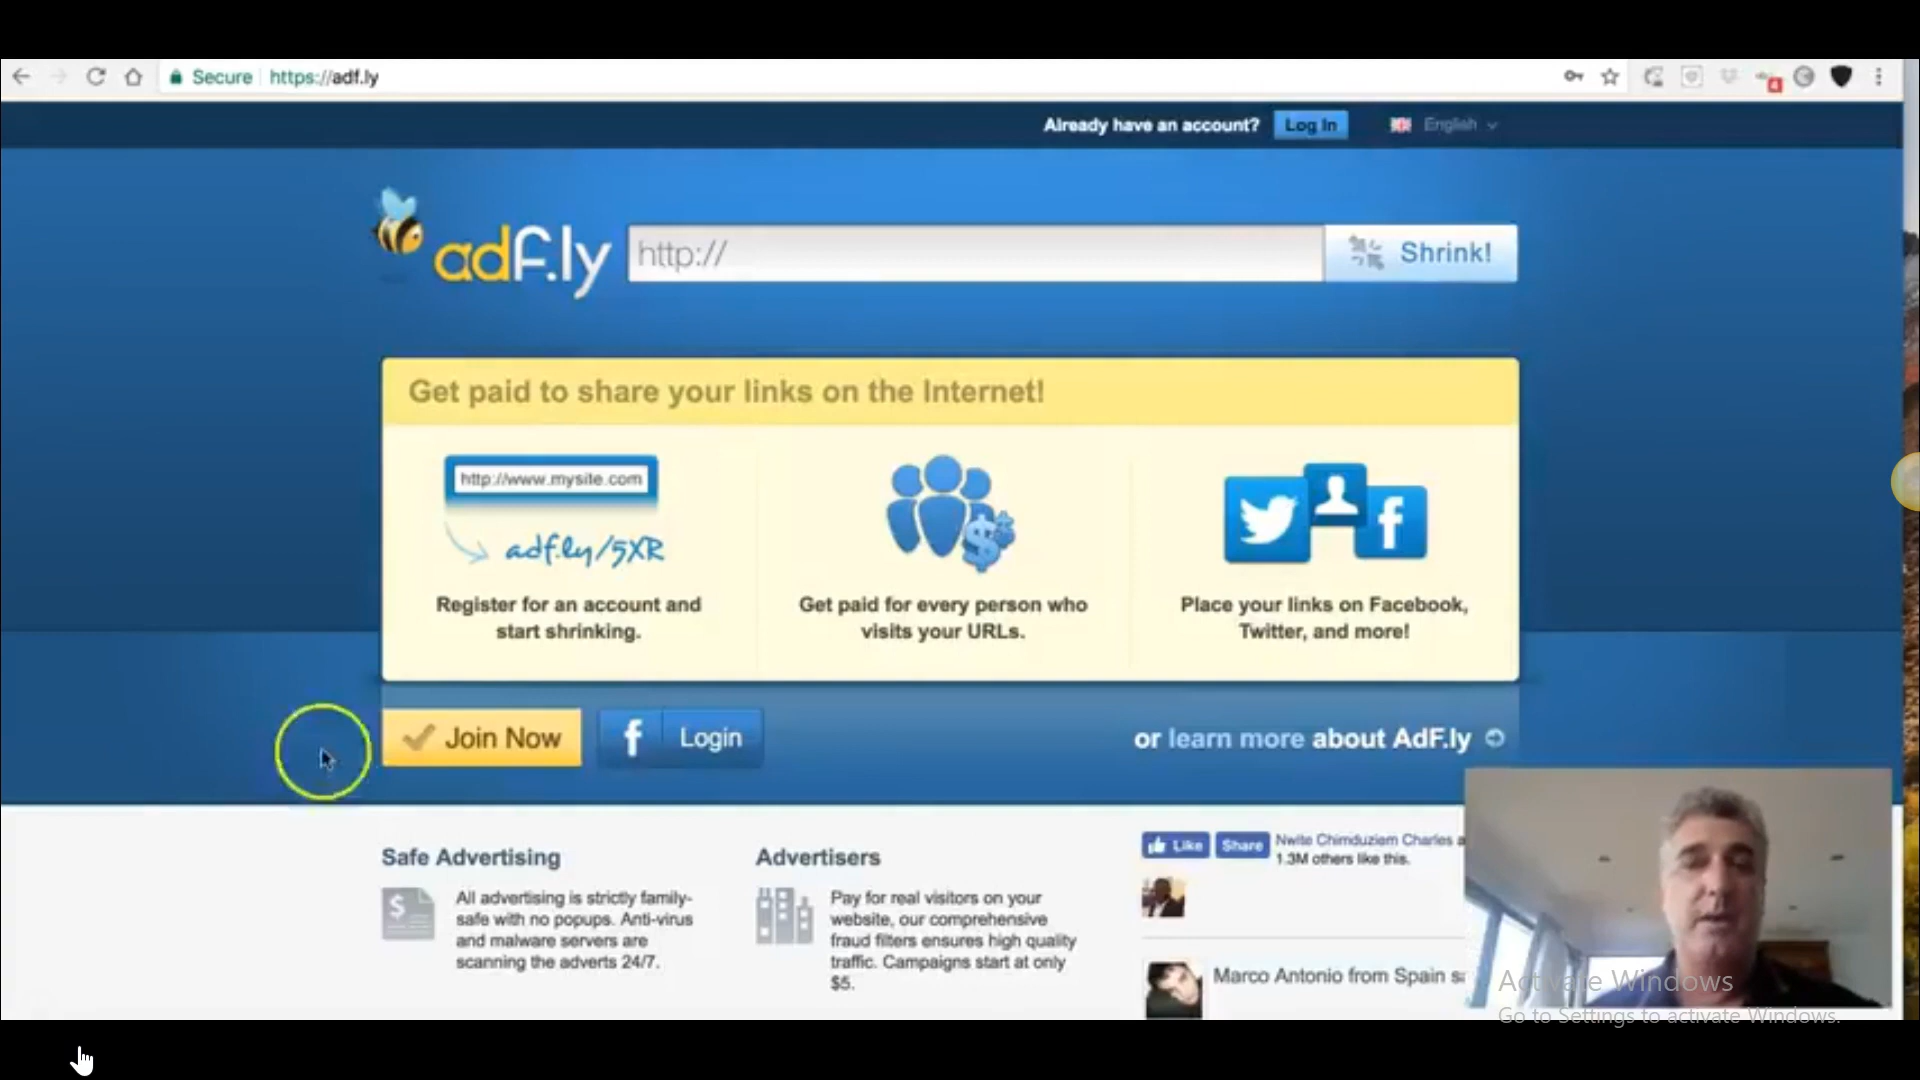 Secure https://adf.ly
4
Already have an account? Log In English
adf.ly http:// Shrink!
Get paid to share your links on the Internet!
http://www.mysite.com
adf.ly/5XR
Register for an account and
start shrinking.
Get paid for every person who
visits your URLs.
Place your links on Facebook,
Twitter, and more!
Join Now
f Login
or learn more about AdF.ly
Safe Advertising
All advertising is strictly family-
safe with no popups. Anti-virus
and malware servers are
scanning the adverts 24/7.
Advertisers
Pay for real visitors on your
website, our comprehensive
fraud filters ensures high quality
traffic. Campaigns start at only
$5.
Like Share Nwite Chimduziem Charles a
1.3M others like this.
Marco Antonio from Spain s
Activate Windows
Go to Settings to activate Windows.